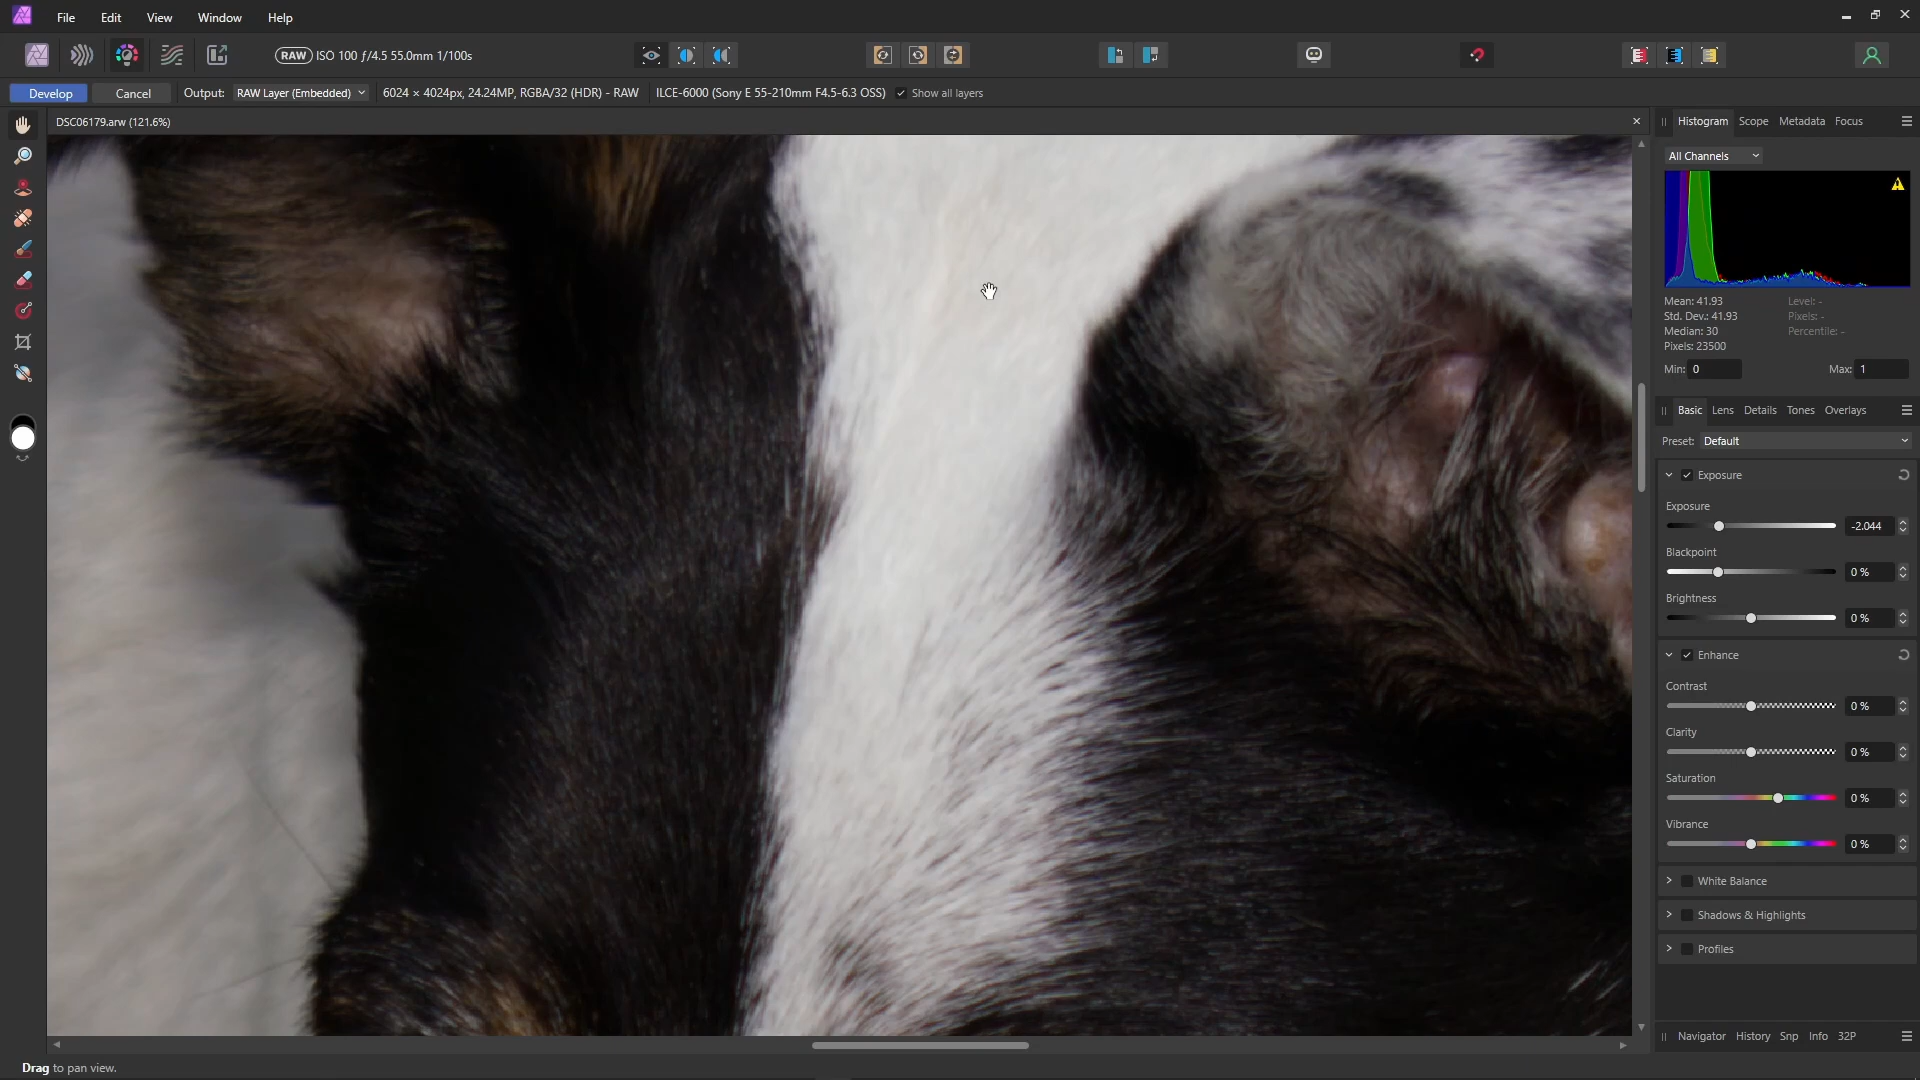 File Edit View Window Help
RAW ISO 100 ƒ/4.5 55.0mm 1/100s
Develop Cancel Output: RAW Layer (Embedded) 6024 × 4024px, 24.24MP, RGBA/32 (HDR) - RAW ILCE-6000 (Sony E 55-210mm F4.5-6.3 OSS) Show all layers
DSC06179.arw (121.6%)
Histogram Scope Metadata Focus
All Channels
Mean: 41.93 Level: -
Std. Dev.: 41.93 Pixels: -
Median: 30 Percentile: -
Pixels: 23500
Min: 0 Max: 1
Basic Lens Details Tones Overlays
Preset: Default
Exposure
Exposure
-2.044
Blackpoint
0 %
Brightness
0 %
Enhance
Contrast
0 %
Clarity
0 %
Saturation
0 %
Vibrance
0 %
White Balance
Shadows & Highlights
Profiles
Navigator History Snp Info 32P
Drag to pan view.